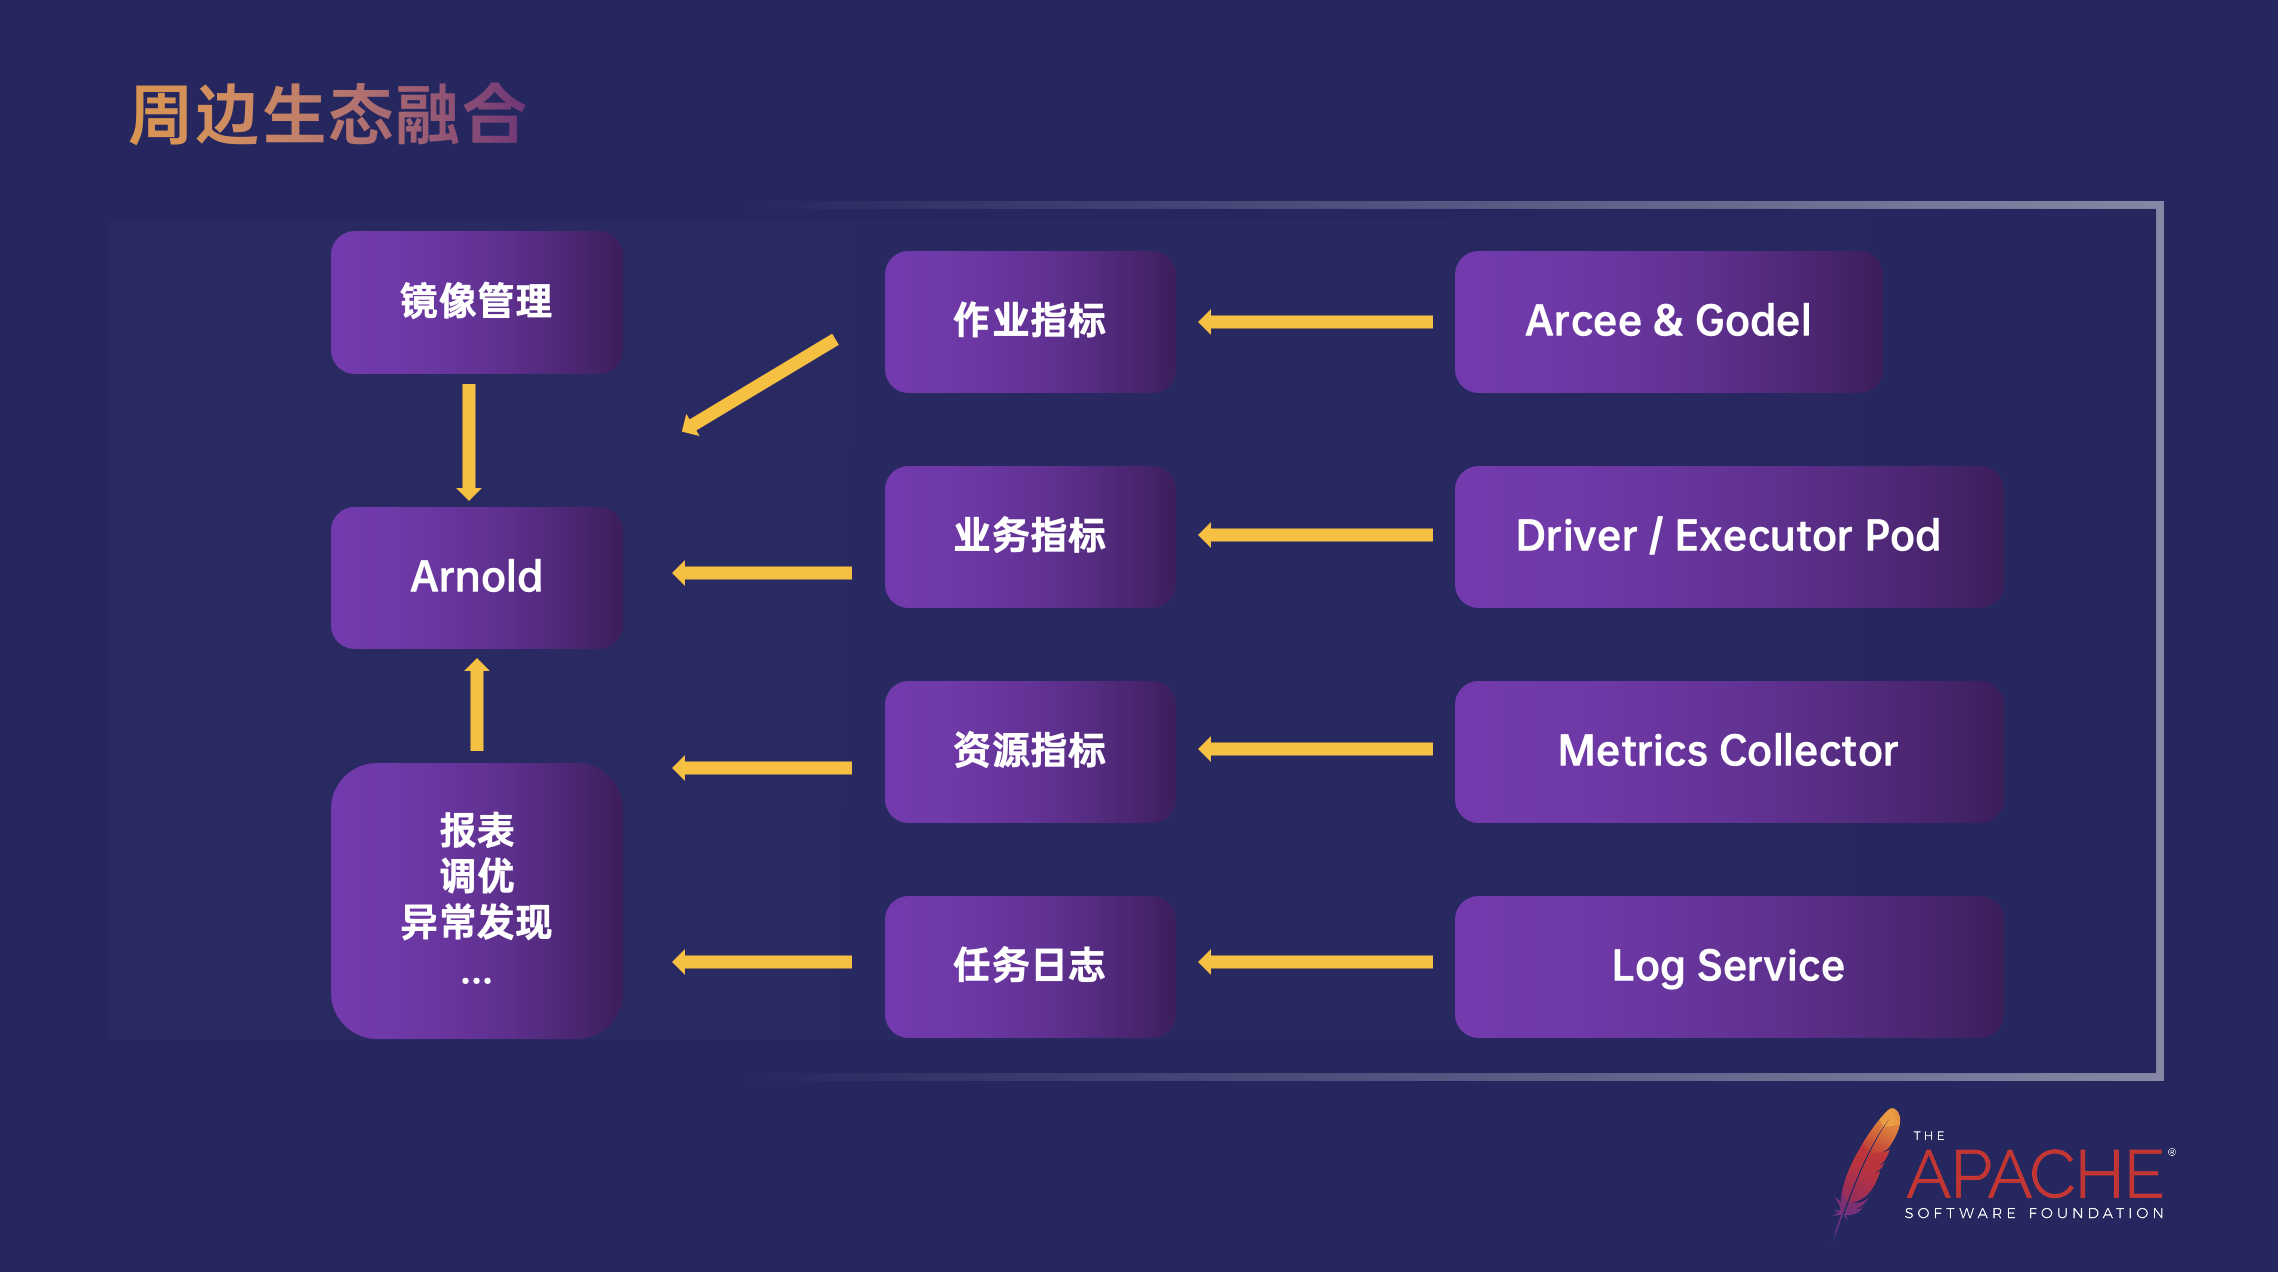 周边生态融合
镜像管理
Arnold
报表
调优
异常发现
...
作业指标
业务指标
资源指标
任务日志
Arcee & Godel
Driver / Executor Pod
Metrics Collector
Log Service
THE
APACHE®
SOFTWARE FOUNDATION